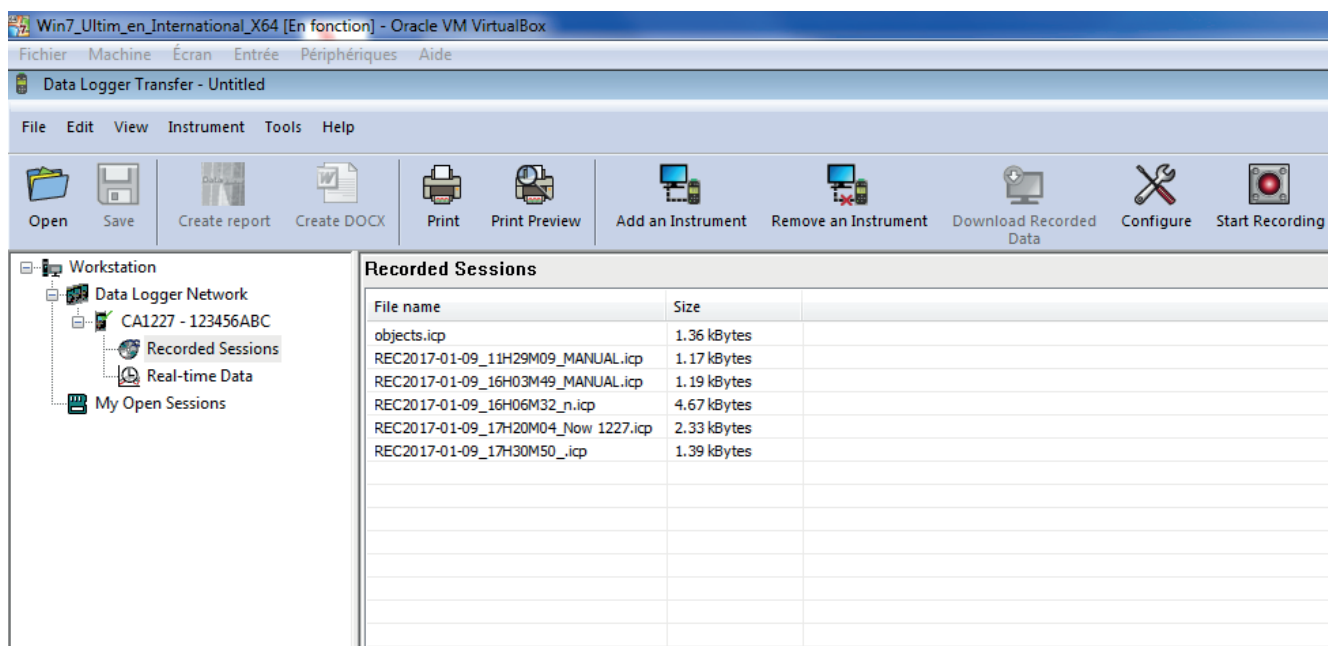 Win7_Ultim_en_International_X64 [En fonction] - Oracle VM VirtualBox
Fichier Machine Écran Entrée Périphériques Aide
Data Logger Transfer - Untitled
File Edit View Instrument Tools Help
Open Save Create report Create DOCX Print Print Preview Add an Instrument Remove an Instrument Download Recorded Data Configure Start Recording
Workstation
Data Logger Network
CA1227 - 123456ABC
Recorded Sessions
Real-time Data
My Open Sessions
Recorded Sessions
File name Size
objects.icp 1.36 kBytes
REC2017-01-09_11H29M09_MANUAL.icp 1.17 kBytes
REC2017-01-09_16H03M49_MANUAL.icp 1.19 kBytes
REC2017-01-09_16H06M32_n.icp 4.67 kBytes
REC2017-01-09_17H20M04_Now 1227.icp 2.33 kBytes
REC2017-01-09_17H30M50_.icp 1.39 kBytes